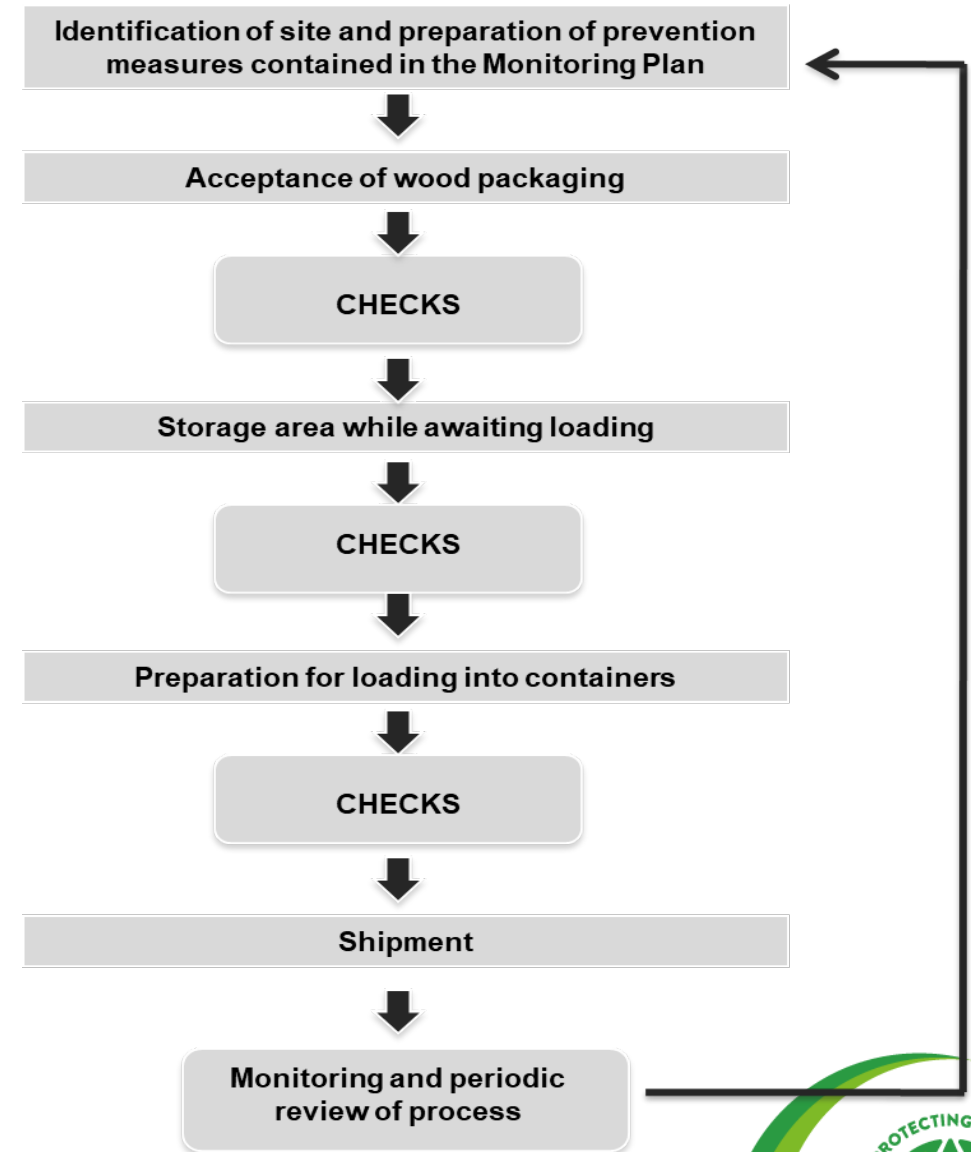 Identification of site and preparation of prevention
measures contained in the Monitoring Plan
Acceptance of wood packaging
CHECKS
Storage area while awaiting loading
CHECKS
Preparation for loading into containers
CHECKS
Shipment
Monitoring and periodic
review of process
PROTECTING